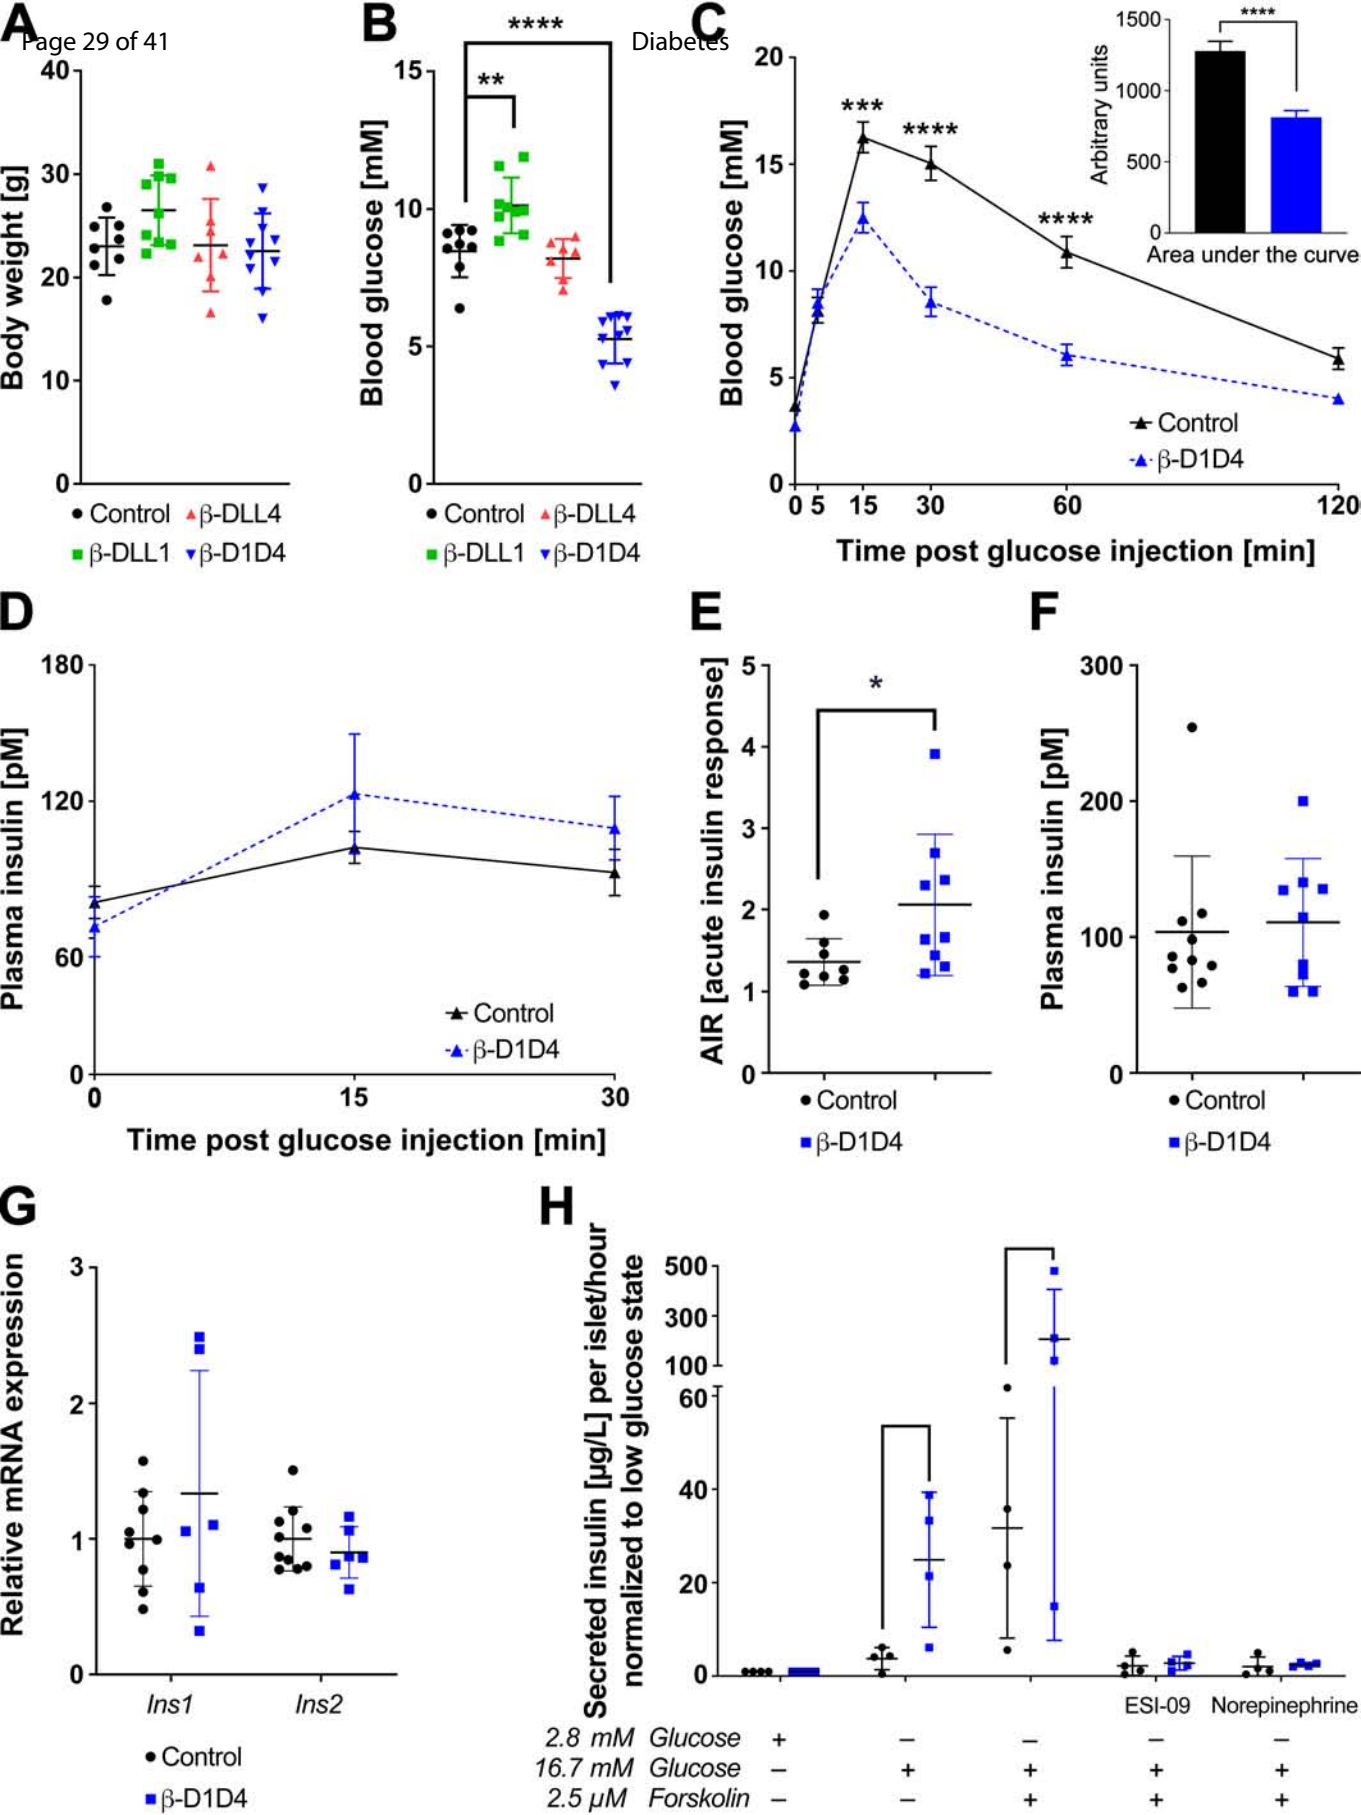 Page 29 of 41
Diabetes
A
Body weight [g]
40
30
20
10
0
Control
β-DLL4
β-DLL1
β-D1D4
B
Blood glucose [mM]
15
10
5
0
**
****
Control
β-DLL4
β-DLL1
β-D1D4
C
Blood glucose [mM]
20
15
10
5
0
***
****
****
0 5 15 30 60 120
Time post glucose injection [min]
Control
β-D1D4
Arbitrary units
1500
1000
500
0
****
Area under the curve
D
Plasma insulin [pM]
180
120
60
0
0 15 30
Time post glucose injection [min]
Control
β-D1D4
E
AIR [acute insulin response]
5
4
3
2
1
0
*
Control
β-D1D4
F
Plasma insulin [pM]
300
200
100
0
Control
β-D1D4
G
Relative mRNA expression
3
2
1
0
Ins1 Ins2
Control
β-D1D4
H
Secreted insulin [µg/L] per islet/hour
normalized to low glucose state
500
300
100
60
40
20
0
ESI-09 Norepinephrine
2.8 mM Glucose + – – – –
16.7 mM Glucose – + + + +
2.5 µM Forskolin – – + + +